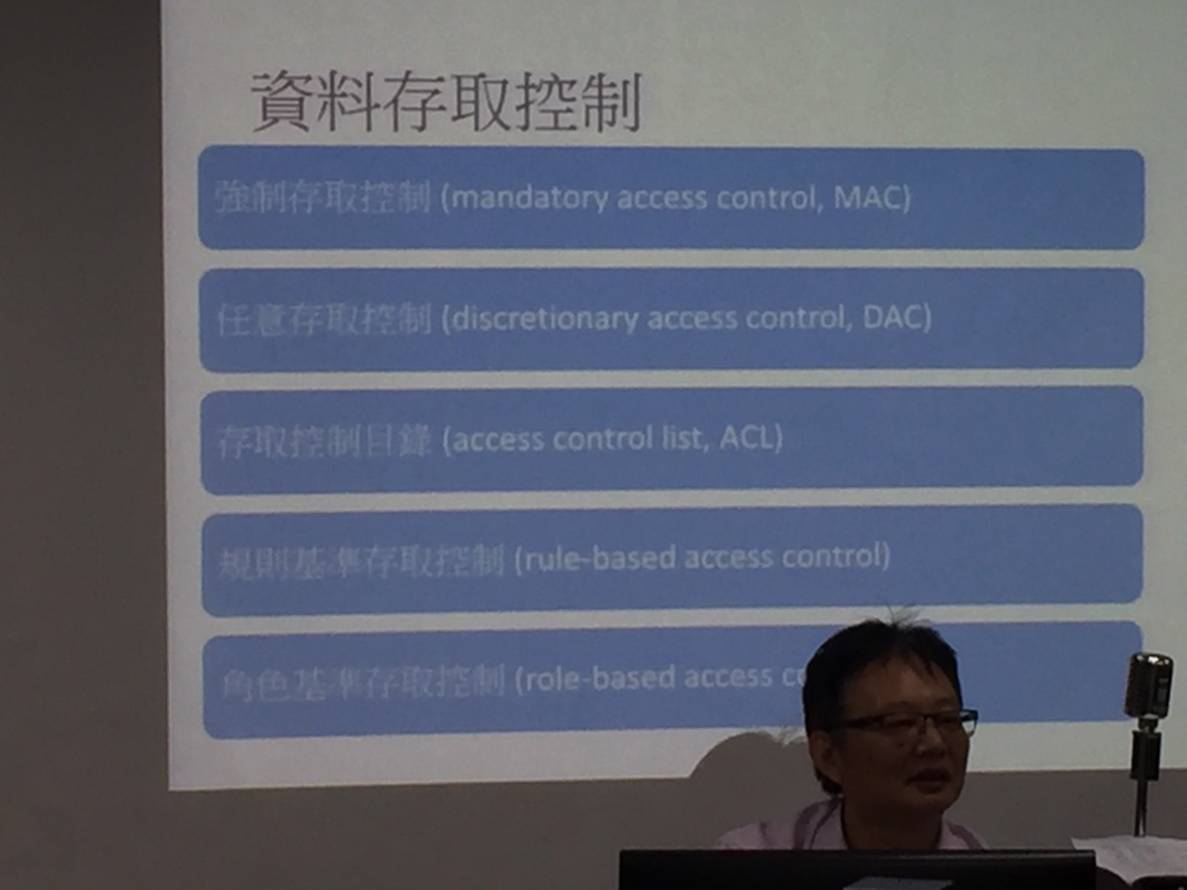 資料存取控制
強制存取控制 (mandatory access control, MAC)
任意存取控制 (discretionary access control, DAC)
存取控制目錄 (access control list, ACL)
規則基準存取控制 (rule-based access control)
角色基準存取控制 (role-based access